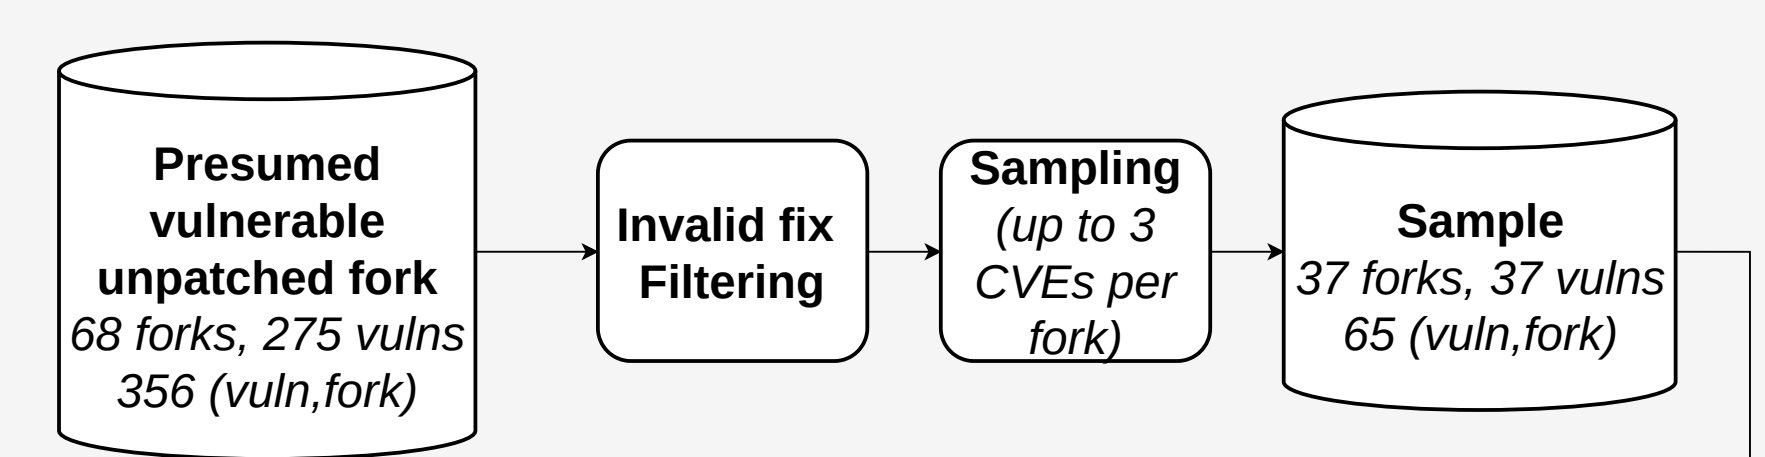 Presumed
vulnerable
unpatched fork
68 forks, 275 vulns
356 (vuln,fork)
Invalid fix
Filtering
Sampling
(up to 3
CVEs per
fork)
Sample
37 forks, 37 vulns
65 (vuln,fork)